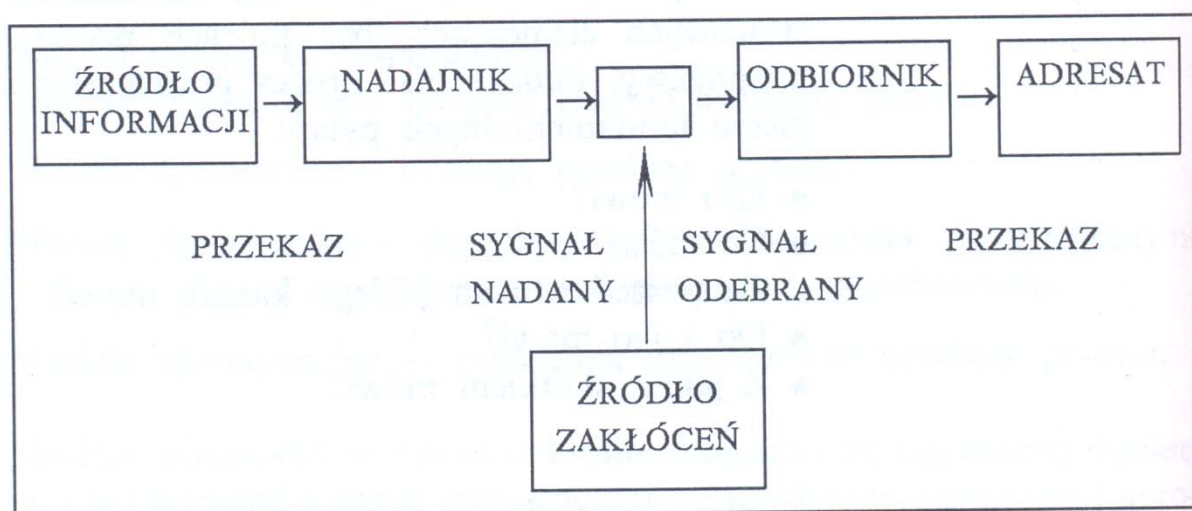 ŹRÓDŁO
INFORMACJI
NADAJNIK
ODBIORNIK
ADRESAT
PRZEKAZ
SYGNAŁ
NADANY
SYGNAŁ
ODEBRANY
PRZEKAZ
ŹRÓDŁO
ZAKŁÓCEŃ